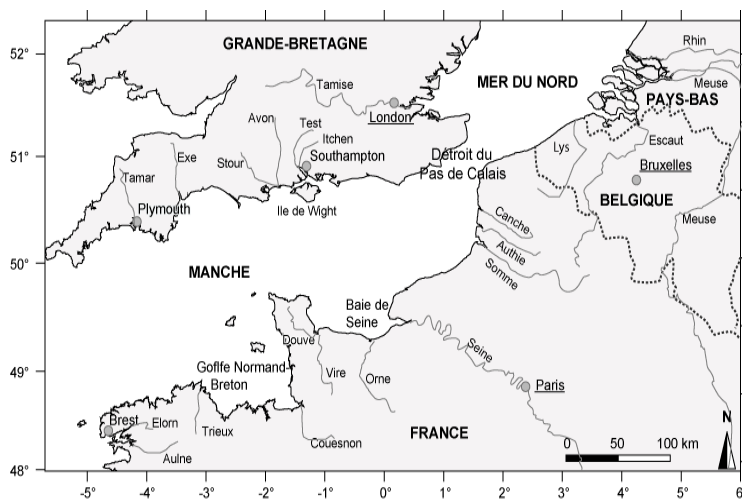 52°
51°
50°
49°
48°
GRANDE-BRETAGNE
MER DU NORD
PAYS-BAS
Rhin
Meuse
Tamise
London
Avon
Test
Itchen
Southampton
Exe
Stour
Tamar
Plymouth
Ile de Wight
Détroit du
Pas de Calais
Lys
Escaut
Bruxelles
BELGIQUE
Meuse
Canche
Authie
Somme
MANCHE
Baie de
Seine
Douve
Golfe Normand-
Breton
Vire
Orne
Seine
Paris
Brest
Elorn
Trieux
Aulne
Couesnon
FRANCE
N
0 50 100 km
-5° -4° -3° -2° -1° 0° 1° 2° 3° 4° 5° 6